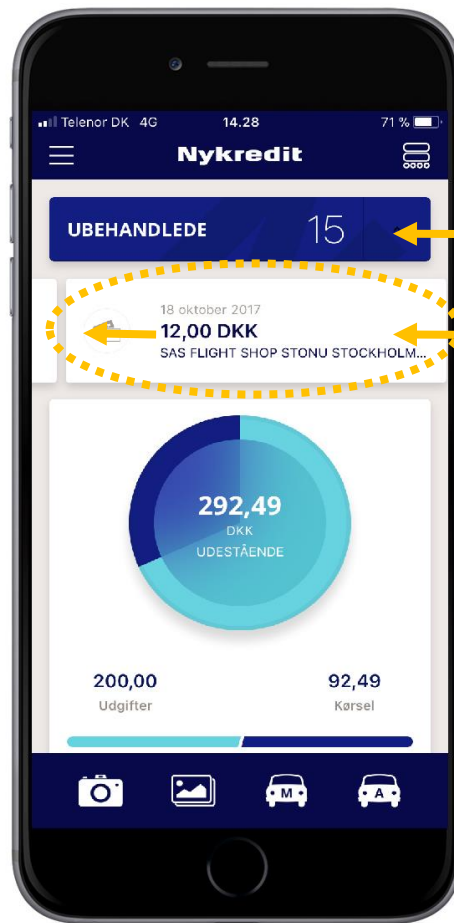 Telenor DK 4G 14.28 71 %
Nykredit
UBEHANDLEDE 15
18 oktober 2017
12,00 DKK
SAS FLIGHT SHOP STONU STOCKHOLM...
292,49
DKK
UDESTÅENDE
200,00 92,49
Udgifter Kørsel
M A